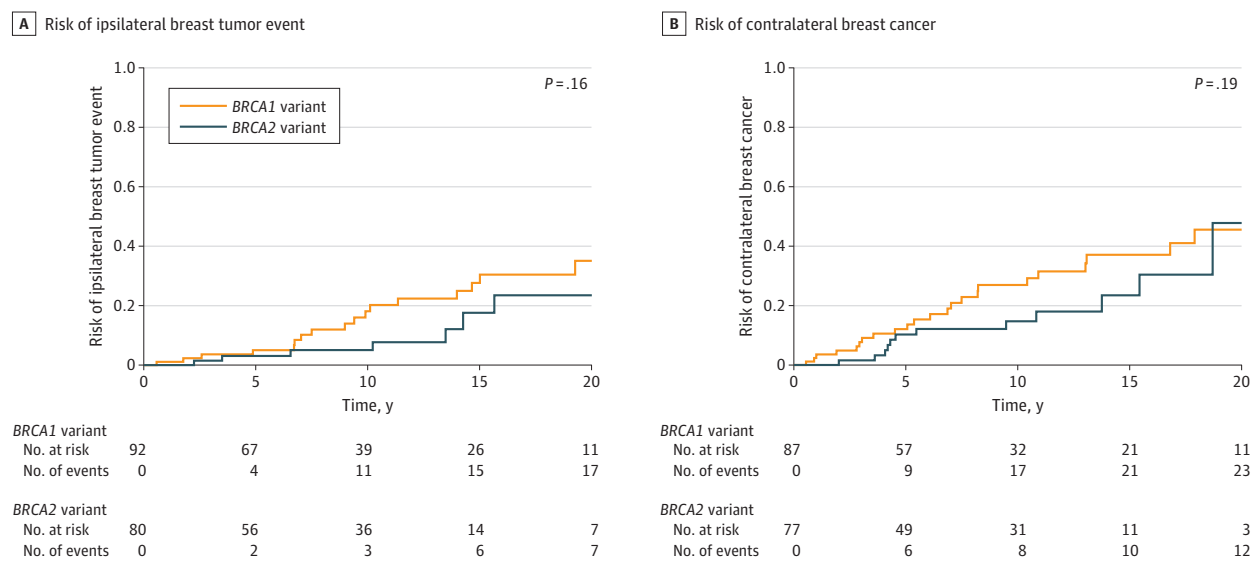 A Risk of ipsilateral breast tumor event
Risk of ipsilateral breast tumor event
1.0
0.8
0.6
0.4
0.2
0
P = .16
BRCA1 variant
BRCA2 variant
0 5 10 15 20
Time, y
BRCA1 variant
No. at risk 92 67 39 26 11
No. of events 0 4 11 15 17
BRCA2 variant
No. at risk 80 56 36 14 7
No. of events 0 2 3 6 7
B Risk of contralateral breast cancer
Risk of contralateral breast cancer
1.0
0.8
0.6
0.4
0.2
0
P = .19
0 5 10 15 20
Time, y
BRCA1 variant
No. at risk 87 57 32 21 11
No. of events 0 9 17 21 23
BRCA2 variant
No. at risk 77 49 31 11 3
No. of events 0 6 8 10 12